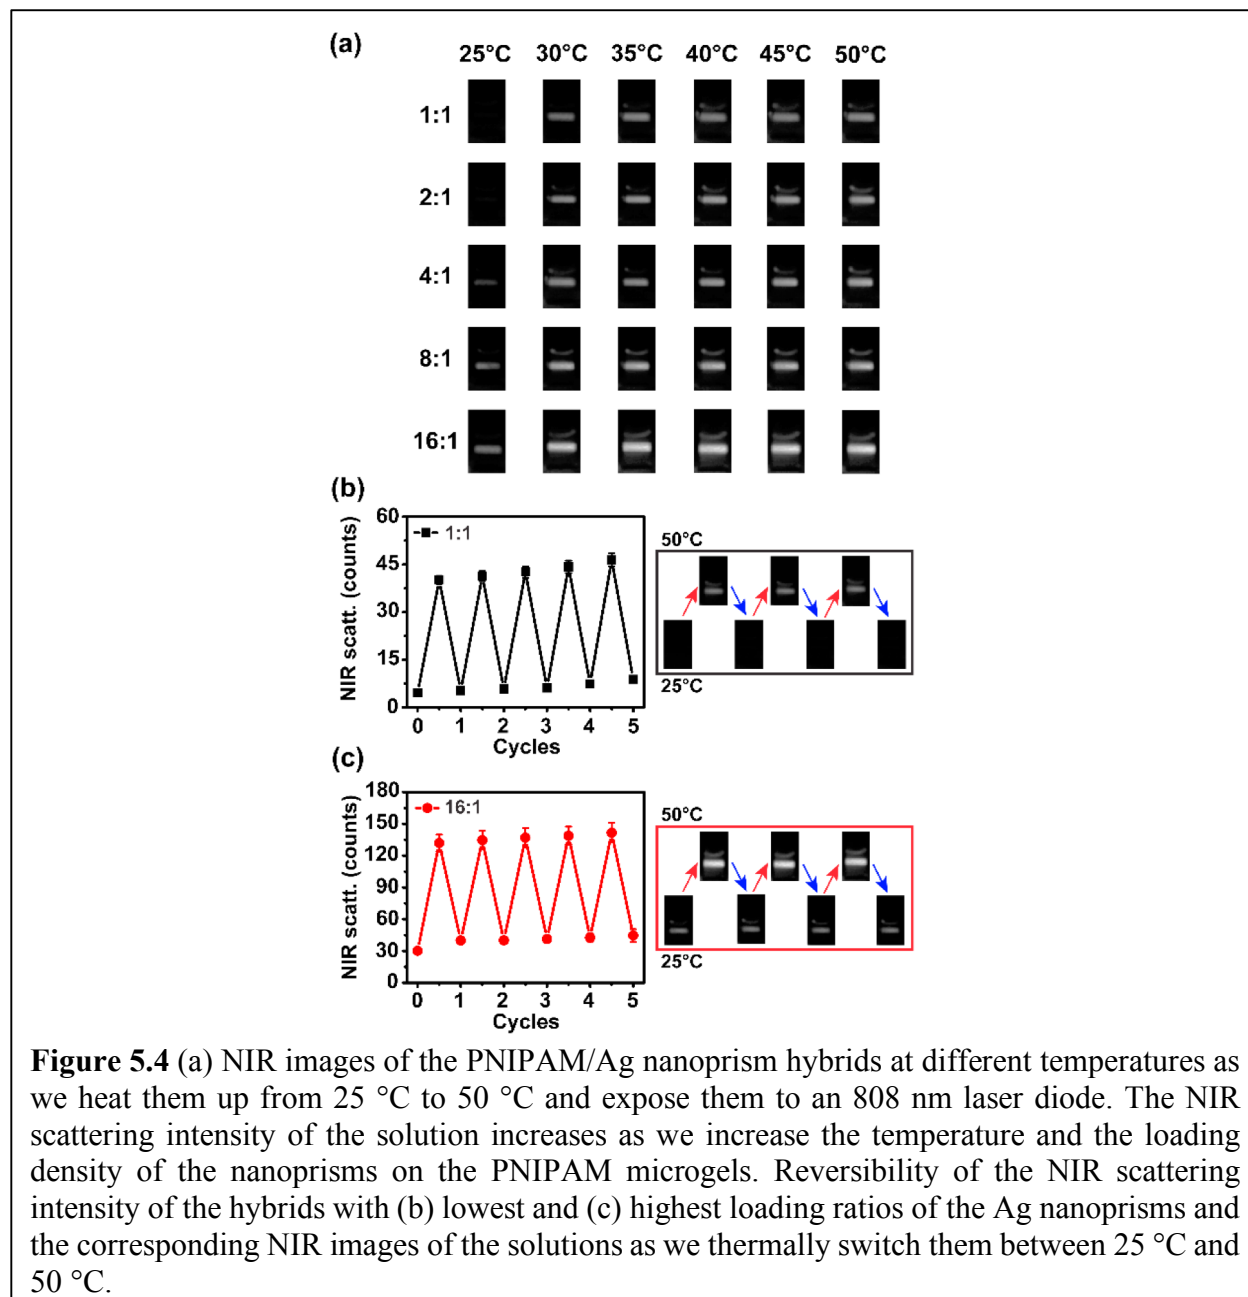 (a)
25°C 30°C 35°C 40°C 45°C 50°C
1:1
2:1
4:1
8:1
16:1
(b)
NIR scatt. (counts)
60
45
30
15
0
1:1
0 1 2 3 4 5
Cycles
50°C
25°C
(c)
NIR scatt. (counts)
180
150
120
90
60
30
0
16:1
0 1 2 3 4 5
Cycles
50°C
25°C
Figure 5.4 (a) NIR images of the PNIPAM/Ag nanoprism hybrids at different temperatures as
we heat them up from 25 °C to 50 °C and expose them to an 808 nm laser diode. The NIR
scattering intensity of the solution increases as we increase the temperature and the loading
density of the nanoprisms on the PNIPAM microgels. Reversibility of the NIR scattering
intensity of the hybrids with (b) lowest and (c) highest loading ratios of the Ag nanoprisms and
the corresponding NIR images of the solutions as we thermally switch them between 25 °C and
50 °C.